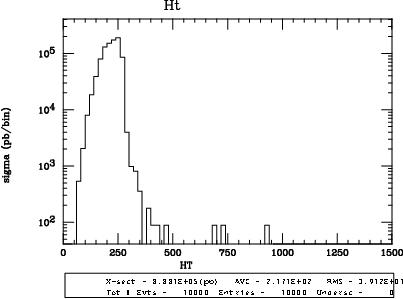 Ht
sigma (pb/bin)
10^5
10^4
10^3
10^2
0 250 500 750 1000 1250 1500
HT
X-sect = 8.881E+05(pb) AVG = 2.171E+02 RMS = 3.912E+01
Tot # Evts = 10000 Entries = 10000 Undersc = 0